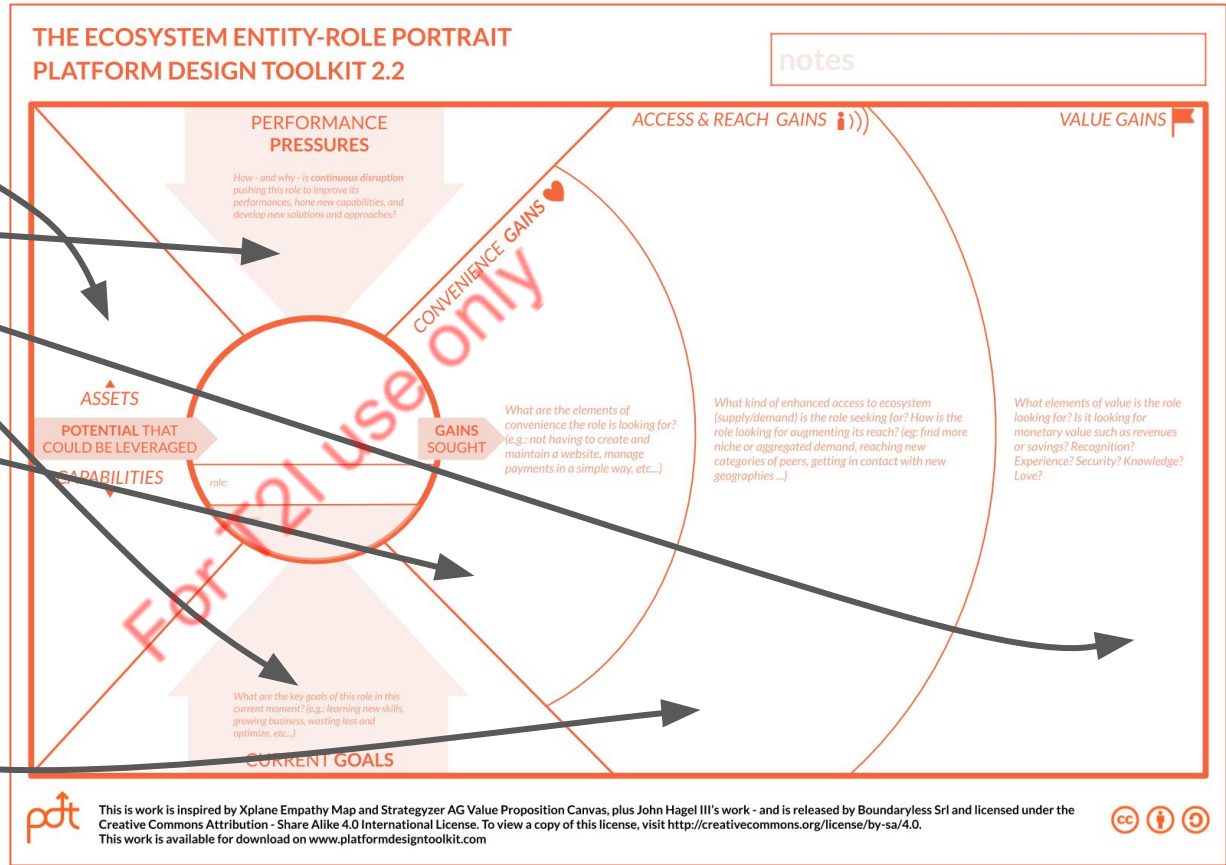 THE ECOSYSTEM ENTITY-ROLE PORTRAIT
PLATFORM DESIGN TOOLKIT 2.2
notes
PERFORMANCE
PRESSURES
How - and why - is continuous disruption
pushing this role to improve its
performances, hone new capabilities, and
develop new solutions and approaches?
ACCESS & REACH GAINS
VALUE GAINS
CONVENIENCE GAINS
ASSETS
POTENTIAL THAT
COULD BE LEVERAGED
CAPABILITIES
role:
GAINS
SOUGHT
What are the elements of
convenience the role is looking for?
(e.g.: not having to create and
maintain a website, manage
payments in a simple way, etc...)
What kind of enhanced access to ecosystem
(supply/demand) is the role seeking for? How is the
role looking for augmenting its reach? (eg: find more
niche or aggregated demand, reaching new
categories of peers, getting in contact with new
geographies ...)
What elements of value is the role
looking for? Is it looking for
monetary value such as revenues
or savings? Recognition?
Experience? Security? Knowledge?
Love?
For T2I use only
What are the key goals of this role in this
current moment? (e.g.: learning new skills,
growing business, wasting less and
optimize, etc...)
CURRENT GOALS
pdt
This is work is inspired by Xplane Empathy Map and Strategyzer AG Value Proposition Canvas, plus John Hagel III's work - and is released by Boundaryless Srl and licensed under the
Creative Commons Attribution - Share Alike 4.0 International License. To view a copy of this license, visit http://creativecommons.org/license/by-sa/4.0.
This work is available for download on www.platformdesigntoolkit.com
cc